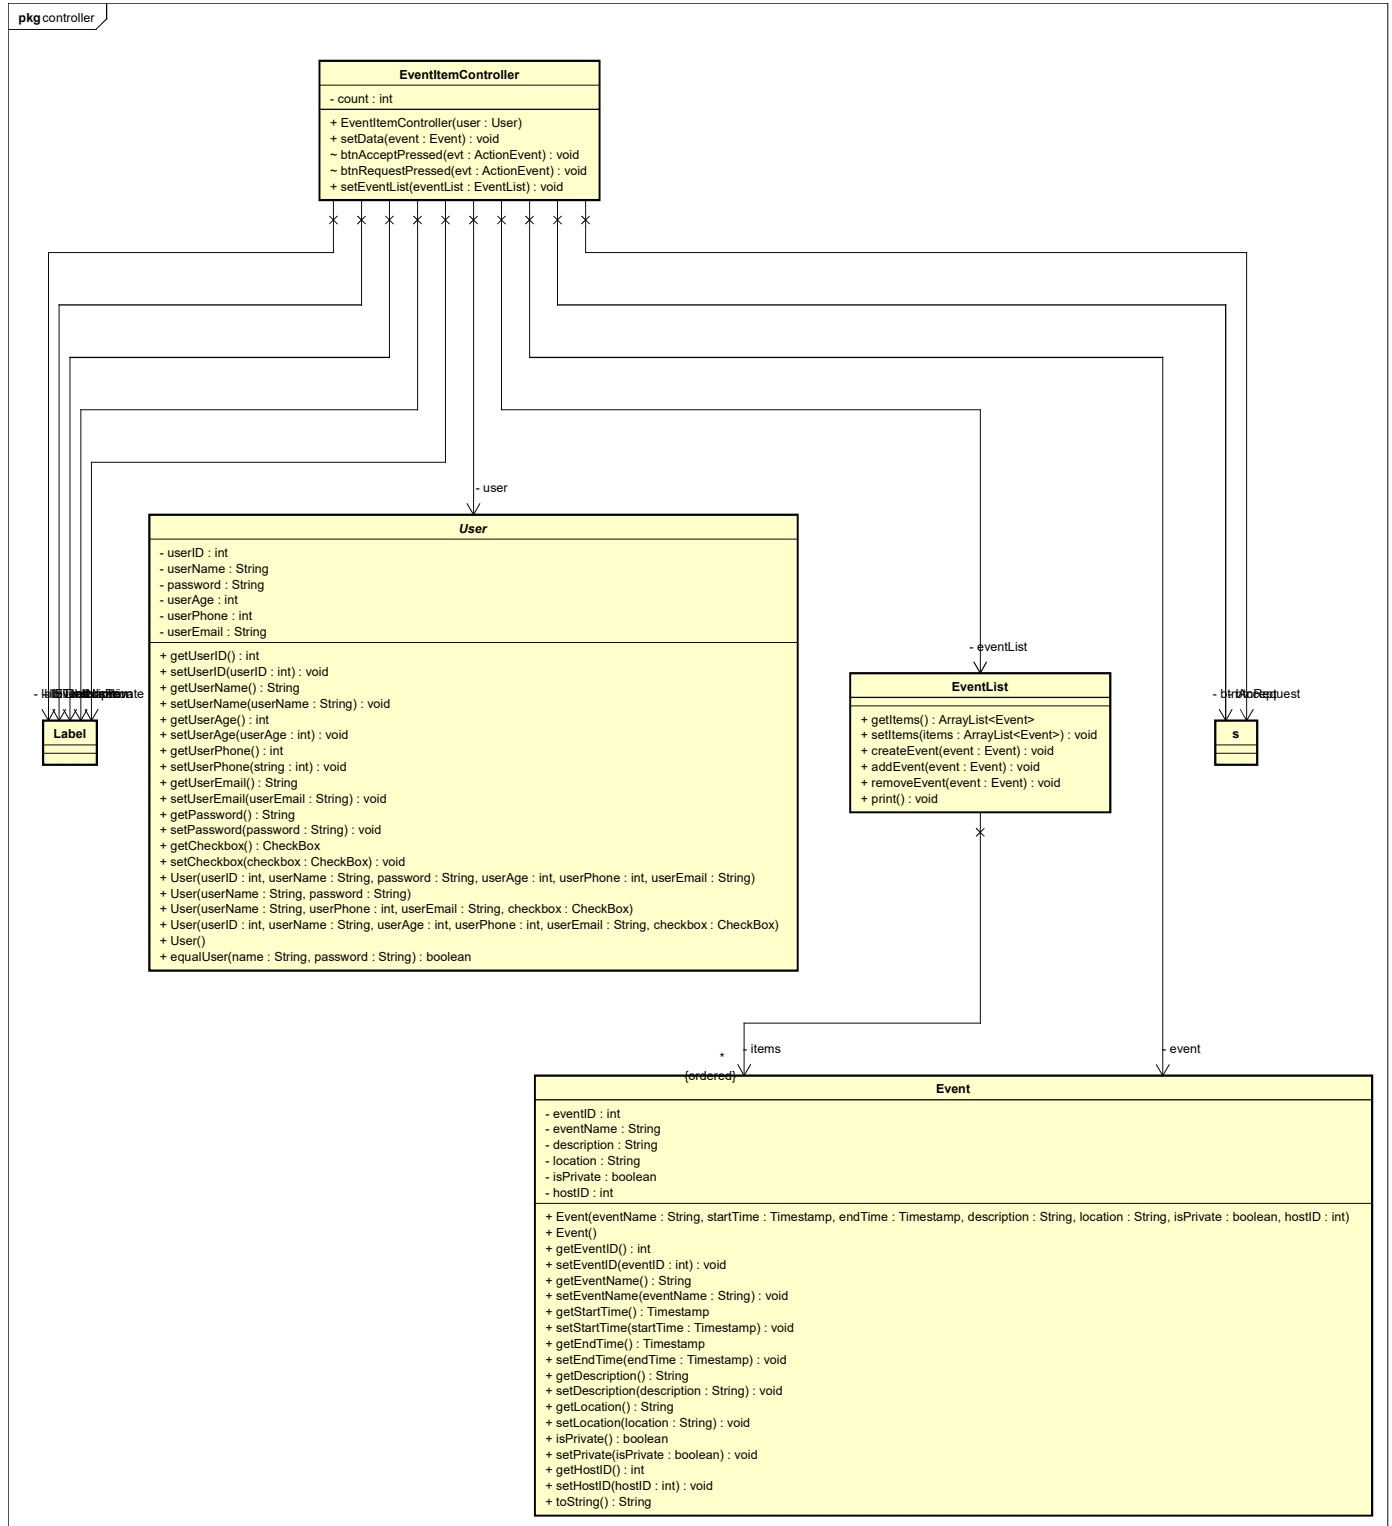 pkg controller
EventItemController
- count : int
+ EventItemController(user : User)
+ setData(event : Event) : void
~ btnAcceptPressed(evt : ActionEvent) : void
~ btnRequestPressed(evt : ActionEvent) : void
+ setEventList(eventList : EventList) : void
- user
User
- userID : int
- userName : String
- password : String
- userAge : int
- userPhone : int
- userEmail : String
+ getUserID() : int
+ setUserID(userID : int) : void
+ getUserName() : String
+ setUserName(userName : String) : void
+ getUserAge() : int
+ setUserAge(userAge : int) : void
+ getUserPhone() : int
+ setUserPhone(string : int) : void
+ getUserEmail() : String
+ setUserEmail(userEmail : String) : void
+ getPassword() : String
+ setPassword(password : String) : void
+ getCheckbox() : CheckBox
+ setCheckbox(checkbox : CheckBox) : void
+ User(userID : int, userName : String, password : String, userAge : int, userPhone : int, userEmail : String)
+ User(userName : String, password : String)
+ User(userName : String, userPhone : int, userEmail : String, checkbox : CheckBox)
+ User(userID : int, userName : String, userAge : int, userPhone : int, userEmail : String, checkbox : CheckBox)
+ User()
+ equalUser(name : String, password : String) : boolean
Label
- eventList
EventList
+ getItems() : ArrayList<Event>
+ setItems(items : ArrayList<Event>) : void
+ createEvent(event : Event) : void
+ addEvent(event : Event) : void
+ removeEvent(event : Event) : void
+ print() : void
s
- items
*
{ordered}
- event
Event
- eventID : int
- eventName : String
- description : String
- location : String
- isPrivate : boolean
- hostID : int
+ Event(eventName : String, startTime : Timestamp, endTime : Timestamp, description : String, location : String, isPrivate : boolean, hostID : int)
+ Event()
+ getEventID() : int
+ setEventID(eventID : int) : void
+ getEventName() : String
+ setEventName(eventName : String) : void
+ getStartTime() : Timestamp
+ setStartTime(startTime : Timestamp) : void
+ getEndTime() : Timestamp
+ setEndTime(endTime : Timestamp) : void
+ getDescription() : String
+ setDescription(description : String) : void
+ getLocation() : String
+ setLocation(location : String) : void
+ isPrivate() : boolean
+ setPrivate(isPrivate : boolean) : void
+ getHostID() : int
+ setHostID(hostID : int) : void
+ toString() : String